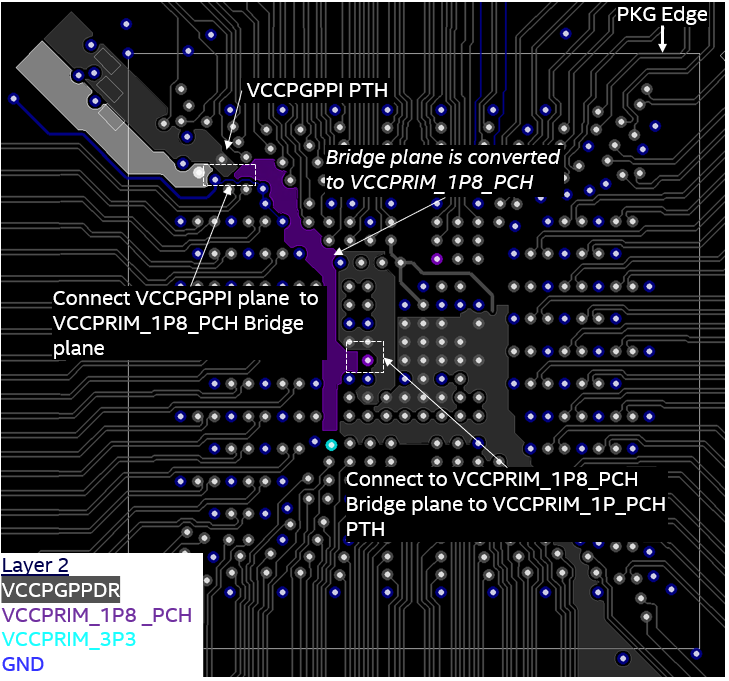 PKG Edge
VCCPGPPI PTH
Bridge plane is converted
to VCCPRIM_1P8_PCH
Connect VCCPGPPI plane to
VCCPRIM_1P8_PCH Bridge
plane
Connect to VCCPRIM_1P8_PCH
Bridge plane to VCCPRIM_1P_PCH
PTH
Layer 2
VCCPGPPDR
VCCPRIM_1P8 _PCH
VCCPRIM_3P3
GND